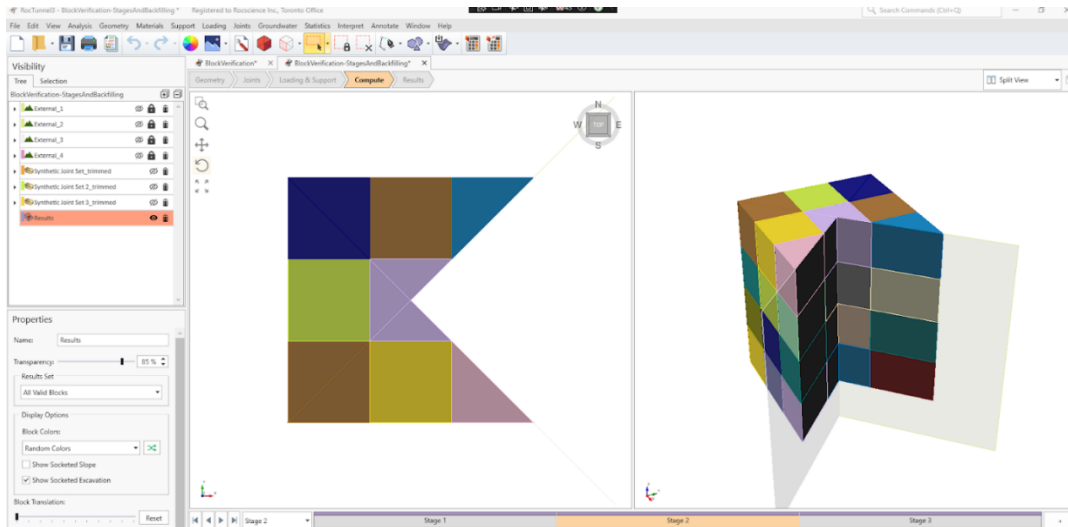 RocTunnel3 - BlockVerification-StagesAndBackfilling * Registered to Rocscience Inc., Toronto Office
Search Commands (Ctrl+Q)
File Edit View Analysis Geometry Materials Support Loading Joints Groundwater Statistics Interpret Annotate Window Help
Visibility
BlockVerification* X BlockVerification-StagesAndBackfilling* X
Tree Selection
Geometry Joints Loading & Support Compute Results
Split View
BlockVerification-StagesAndBackfilling
External_1
External_2
External_3
External_4
Synthetic Joint Set_trimmed
Synthetic Joint Set 2_trimmed
Synthetic Joint Set 3_trimmed
Results
N
W TOP E
S
Properties
Name: Results
Transparency: 85 %
Results Set
All Valid Blocks
Display Options
Block Colors:
Random Colors
Show Socketed Slope
Show Socketed Excavation
Block Translation:
Reset
Stage 2
Stage 1
Stage 2
Stage 3